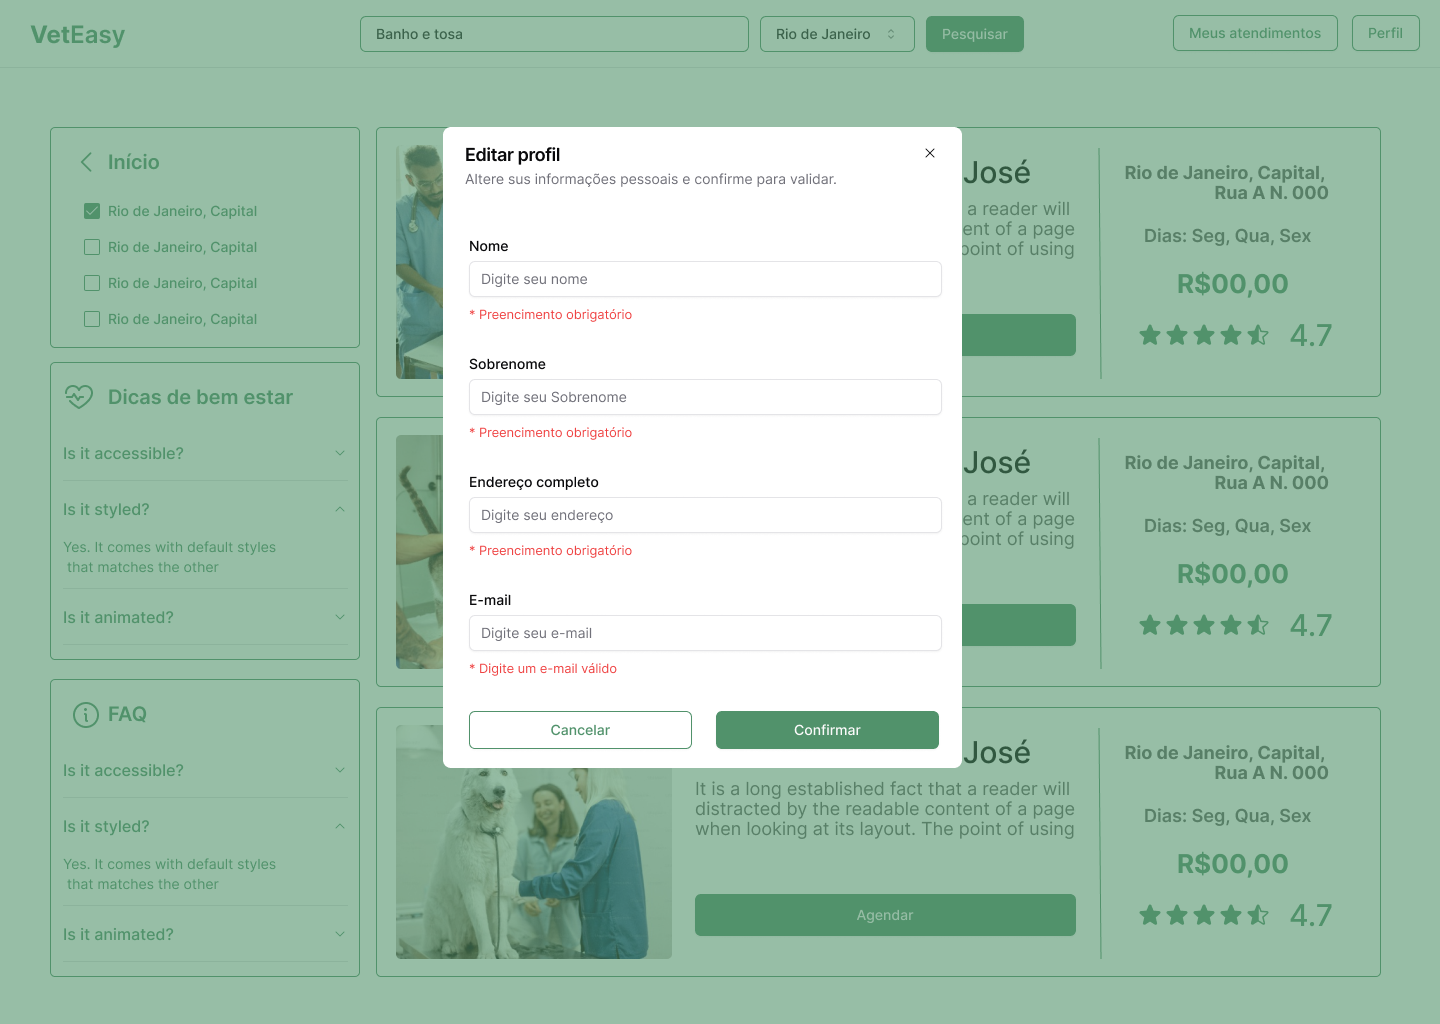 VetEasy
Banho e tosa
Rio de Janeiro
Pesquisar
Meus atendimentos
Perfil
Início
Rio de Janeiro, Capital
Rio de Janeiro, Capital
Rio de Janeiro, Capital
Rio de Janeiro, Capital
Dicas de bem estar
Is it accessible?
Is it styled?
Yes. It comes with default styles
that matches the other
Is it animated?
FAQ
Is it accessible?
Is it styled?
Yes. It comes with default styles
that matches the other
Is it animated?
Editar profil
Altere sus informações pessoais e confirme para validar.
Nome
Digite seu nome
* Preencimento obrigatório
Sobrenome
Digite seu Sobrenome
* Preencimento obrigatório
Endereço completo
Digite seu endereço
* Preencimento obrigatório
E-mail
Digite seu e-mail
* Digite um e-mail válido
Cancelar
Confirmar
José
a reader will
ent of a page
point of using
Rio de Janeiro, Capital,
Rua A N. 000
Dias: Seg, Qua, Sex
R$00,00
4.7
José
a reader will
ent of a page
point of using
Rio de Janeiro, Capital,
Rua A N. 000
Dias: Seg, Qua, Sex
R$00,00
4.7
José
It is a long established fact that a reader will
distracted by the readable content of a page
when looking at its layout. The point of using
Agendar
Rio de Janeiro, Capital,
Rua A N. 000
Dias: Seg, Qua, Sex
R$00,00
4.7